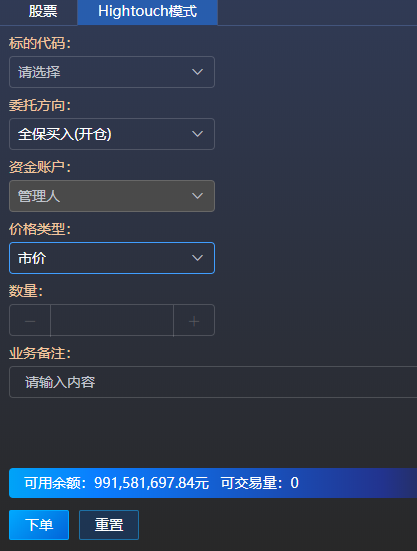 股票 Hightouch模式
标的代码:
请选择
委托方向:
全保买入(开仓)
资金账户:
管理人
价格类型:
市价
数量:
业务备注:
请输入内容
可用余额: 991,581,697.84元 可交易量: 0
下单 重置